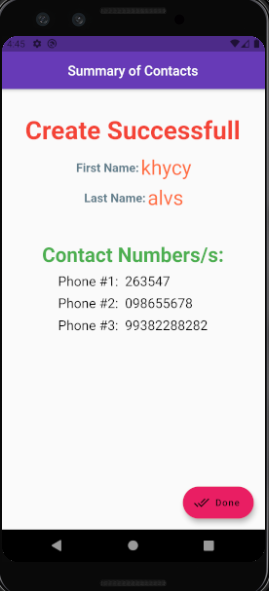 4:45
Summary of Contacts
Create Successfull
First Name: khycy
Last Name: alvs
Contact Numbers/s:
Phone #1: 263547
Phone #2: 098655678
Phone #3: 99382288282
Done